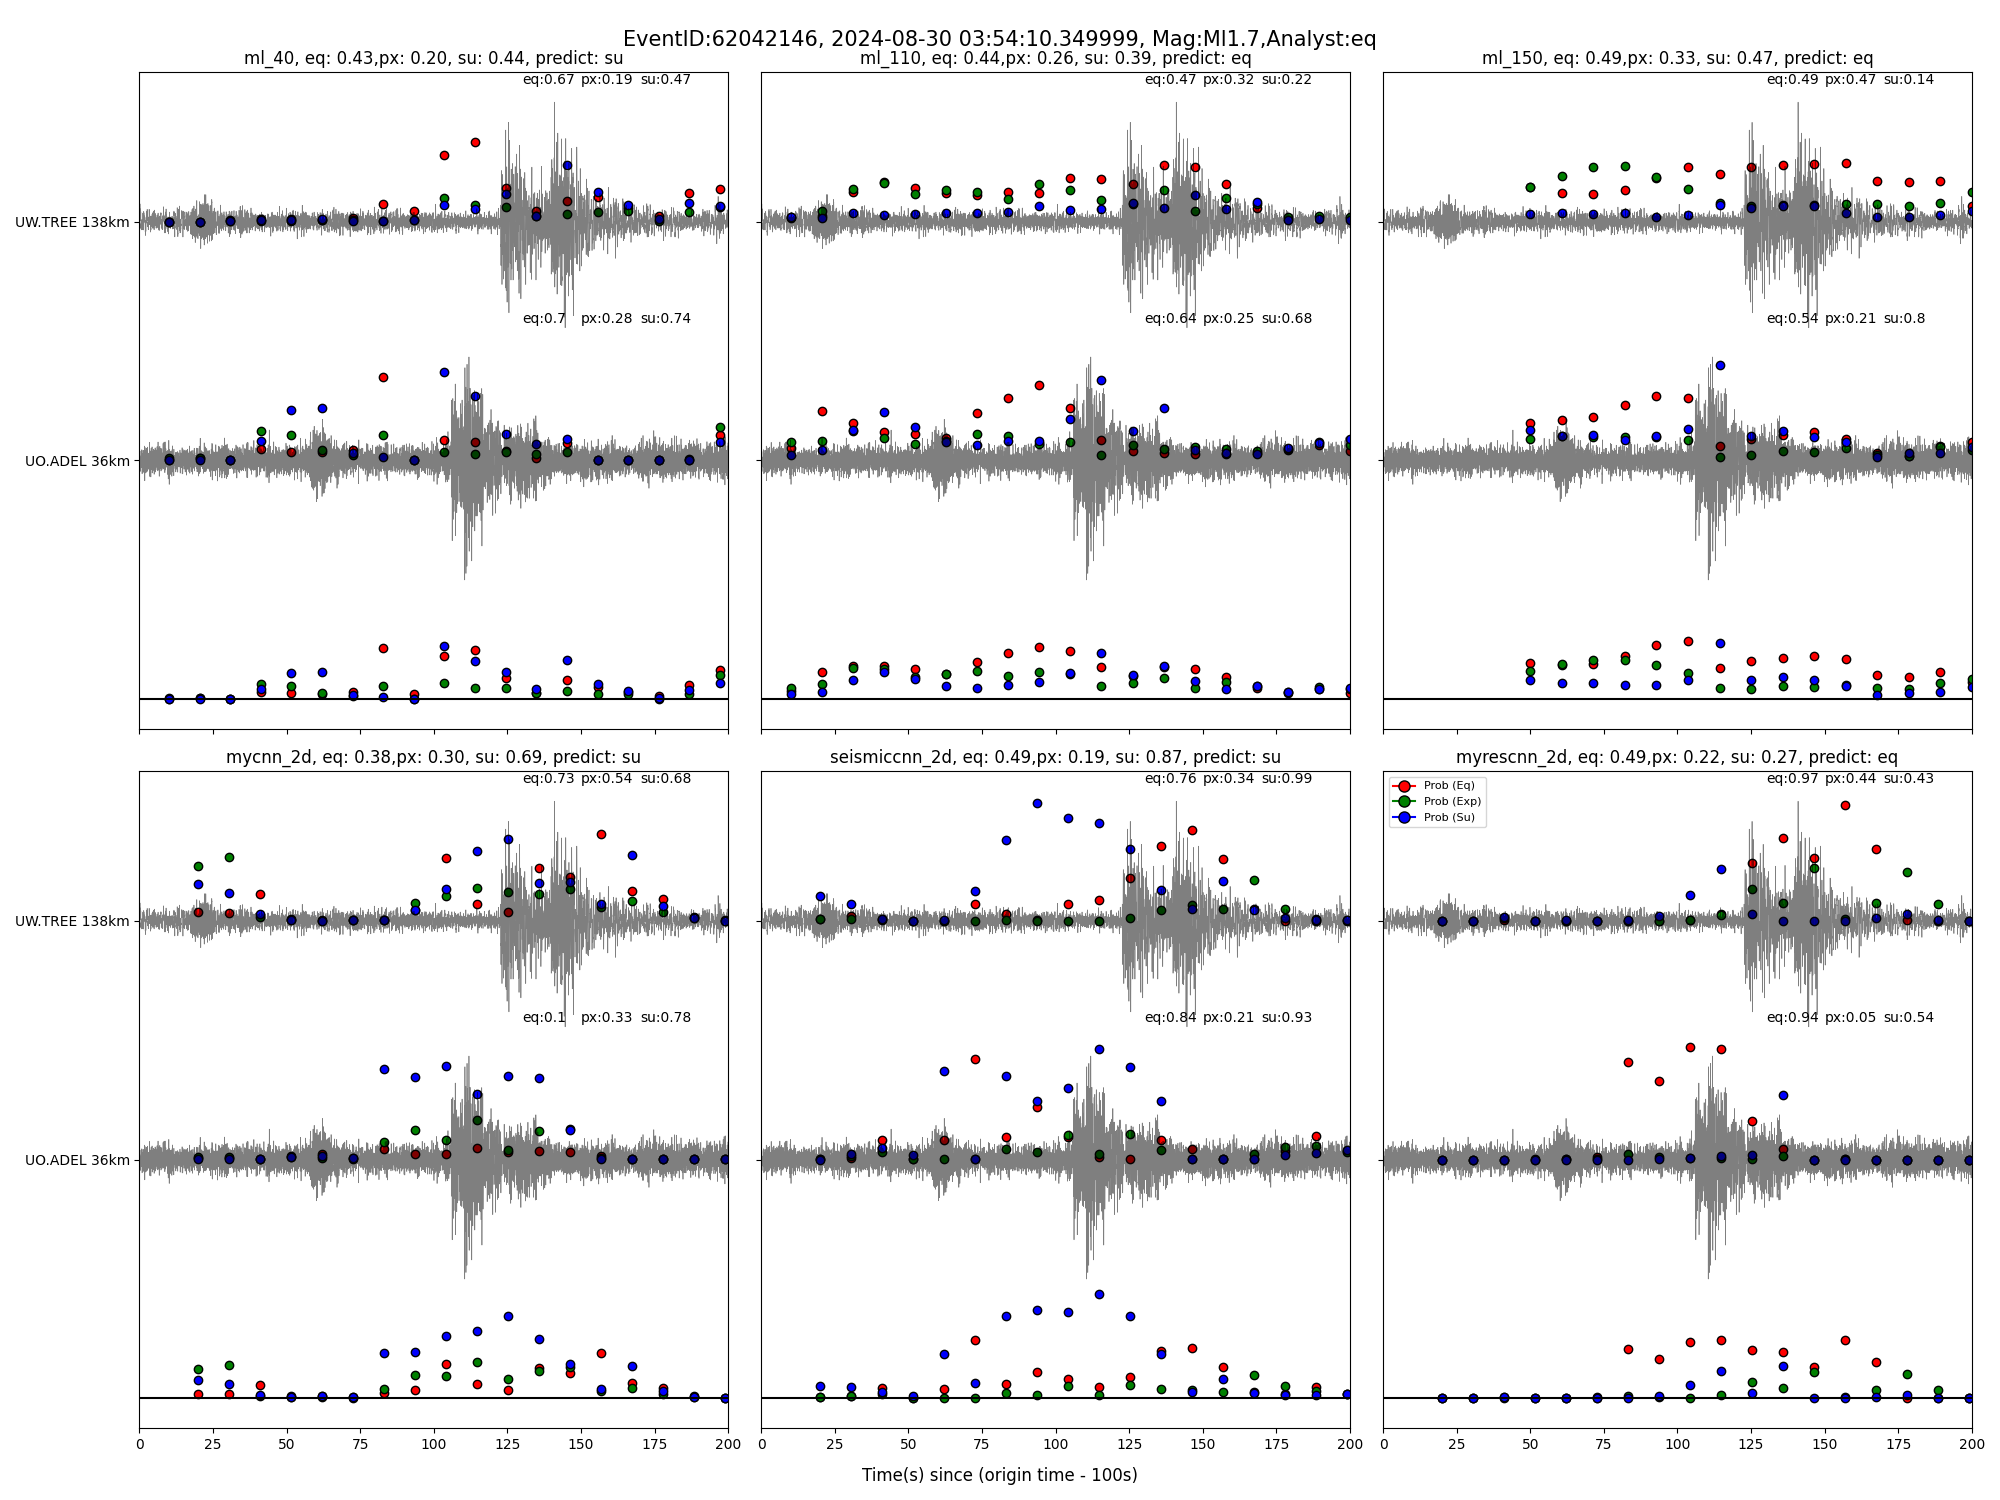 EventID:62042146, 2024-08-30 03:54:10.349999, Mag:Ml1.7,Analyst:eq
ml_40, eq: 0.43,px: 0.20, su: 0.44, predict: su
ml_110, eq: 0.44,px: 0.26, su: 0.39, predict: eq
ml_150, eq: 0.49,px: 0.33, su: 0.47, predict: eq
eq:0.67 px:0.19 su:0.47
eq:0.47 px:0.32 su:0.22
eq:0.49 px:0.47 su:0.14
UW.TREE 138km
eq:0.7 px:0.28 su:0.74
eq:0.64 px:0.25 su:0.68
eq:0.54 px:0.21 su:0.8
UO.ADEL 36km
mycnn_2d, eq: 0.38,px: 0.30, su: 0.69, predict: su
seismiccnn_2d, eq: 0.49,px: 0.19, su: 0.87, predict: su
myrescnn_2d, eq: 0.49,px: 0.22, su: 0.27, predict: eq
eq:0.73 px:0.54 su:0.68
eq:0.76 px:0.34 su:0.99
eq:0.97 px:0.44 su:0.43
Prob (Eq)
Prob (Exp)
Prob (Su)
UW.TREE 138km
eq:0.1 px:0.33 su:0.78
eq:0.84 px:0.21 su:0.93
eq:0.94 px:0.05 su:0.54
UO.ADEL 36km
0 25 50 75 100 125 150 175 200
0 25 50 75 100 125 150 175 200
0 25 50 75 100 125 150 175 200
Time(s) since (origin time - 100s)